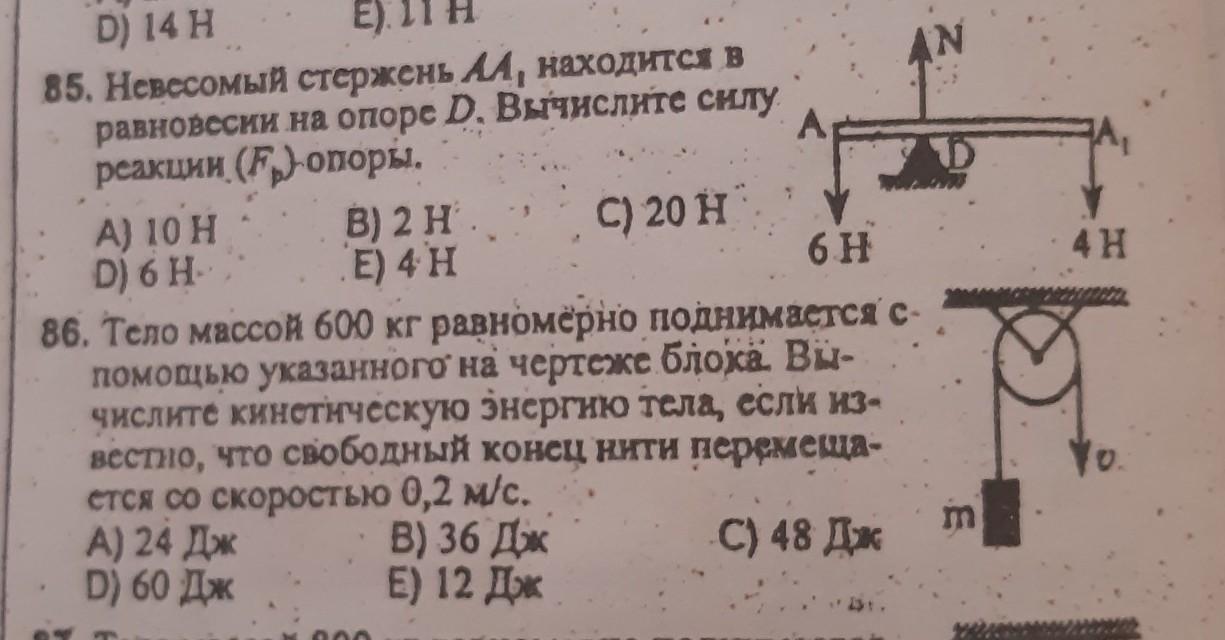 D) 14 Н E) 11 Н
85. Невесомый стержень AA₁ находится в
равновесии на опоре D. Вычислите силу
реакции (Fр) опоры.
A) 10 Н B) 2 Н C) 20 Н
D) 6 Н E) 4 Н
N
A A₁
D
6 Н 4 Н
86. Тело массой 600 кг равномерно поднимается с
помощью указанного на чертеже блока. Вы-
числите кинетическую энергию тела, если из-
вестно, что свободный конец нити перемеща-
ется со скоростью 0,2 м/с.
A) 24 Дж B) 36 Дж C) 48 Дж
D) 60 Дж E) 12 Дж
υ
m